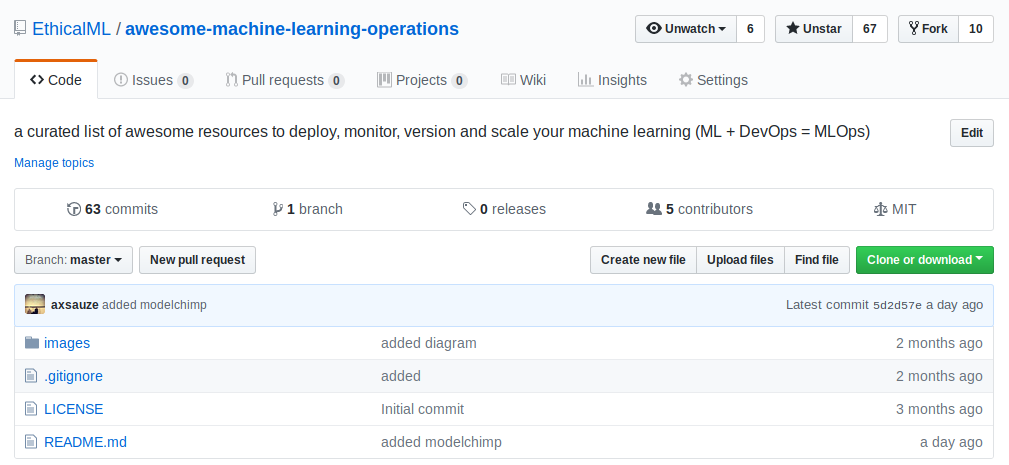 EthicalML / awesome-machine-learning-operations Unwatch 6 Unstar 67 Fork 10
Code Issues 0 Pull requests 0 Projects 0 Wiki Insights Settings
a curated list of awesome resources to deploy, monitor, version and scale your machine learning (ML + DevOps = MLOps) Edit
Manage topics
63 commits 1 branch 0 releases 5 contributors MIT
Branch: master New pull request Create new file Upload files Find file Clone or download
axsauze added modelchimp Latest commit 5d2d57e a day ago
images added diagram 2 months ago
.gitignore added 2 months ago
LICENSE Initial commit 3 months ago
README.md added modelchimp a day ago